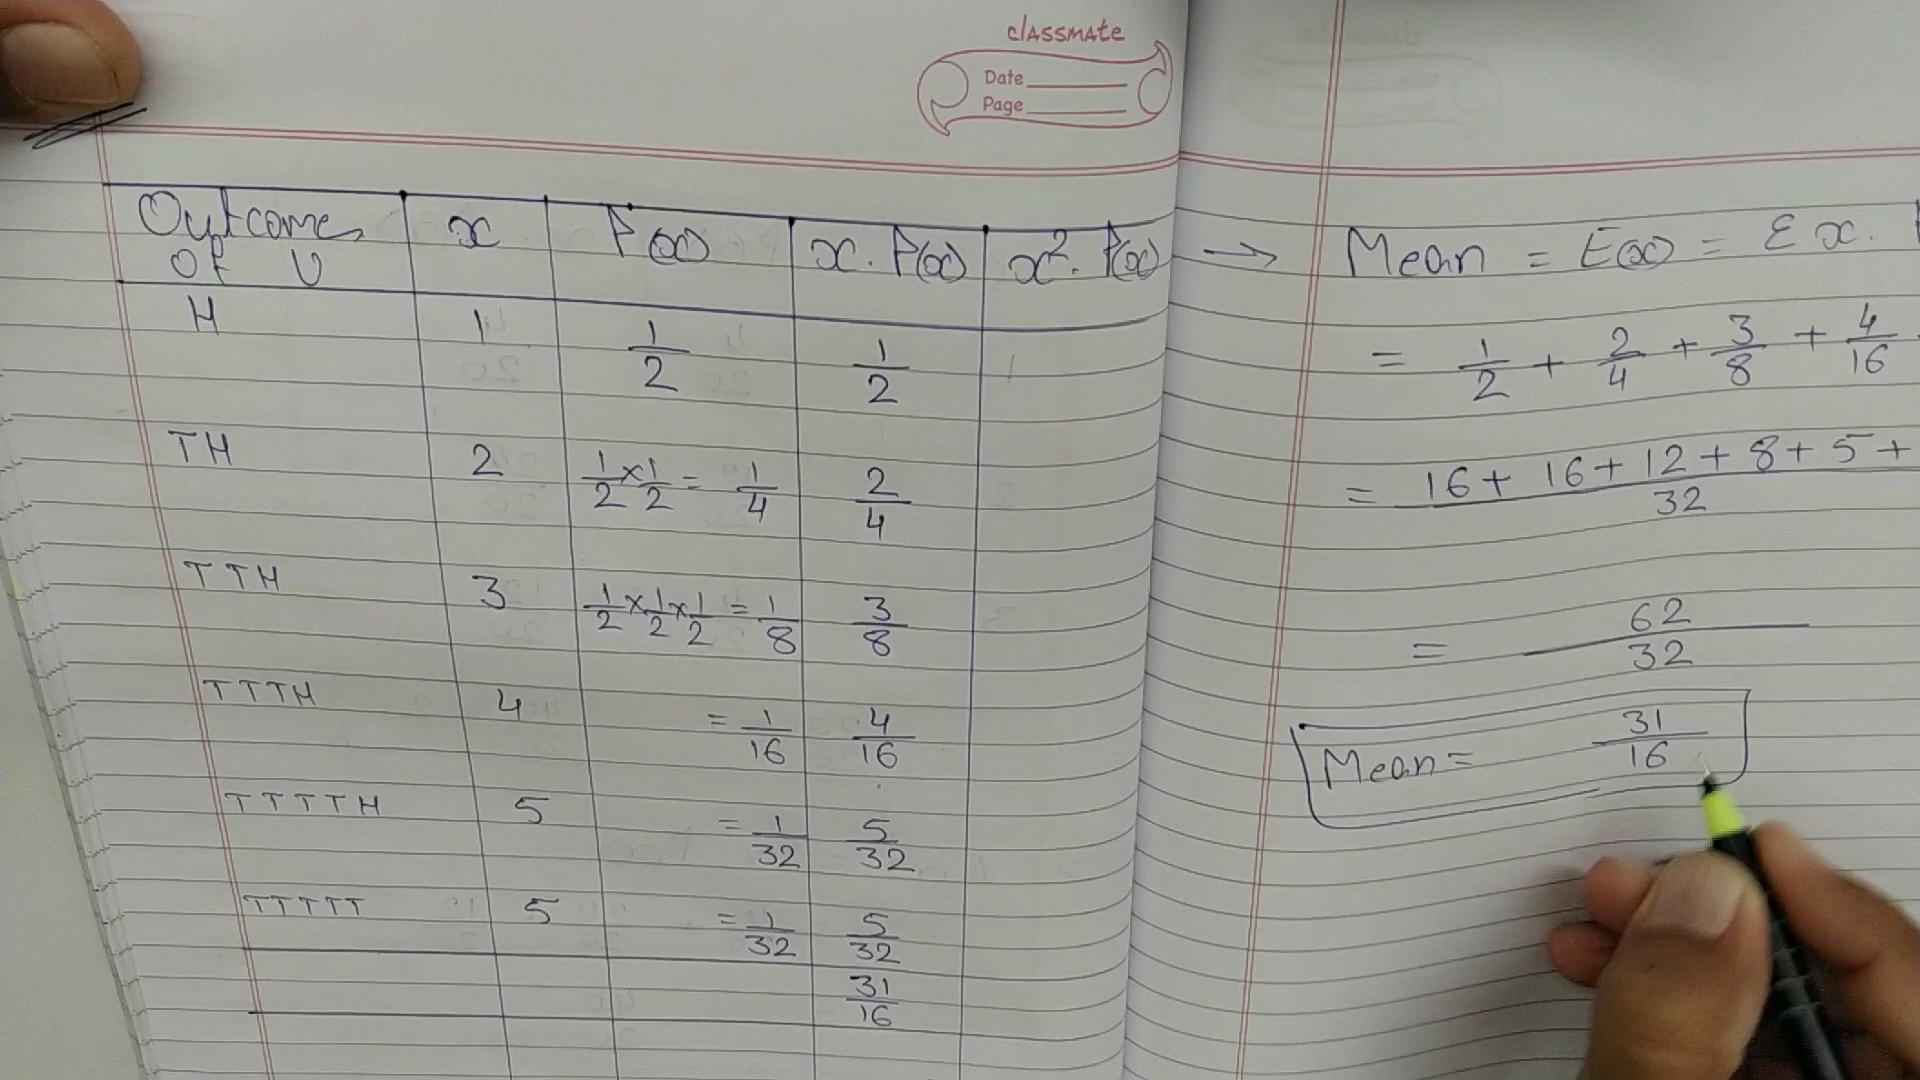 classmate
Date
Page
Outcomes of U | x | P(x) | x . P(x) | x². P(x)
H | 1 | 1/2 | 1/2
TH | 2 | 1/2 × 1/2 = 1/4 | 2/4
TTH | 3 | 1/2 × 1/2 × 1/2 = 1/8 | 3/8
TTTH | 4 | = 1/16 | 4/16
TTTTH | 5 | = 1/32 | 5/32
TTTTT | 5 | = 1/32 | 5/32
31/16
→ Mean = E(x) = Σ x.
= 1/2 + 2/4 + 3/8 + 4/16
= 16 + 16 + 12 + 8 + 5 + / 32
= 62/32
Mean = 31/16